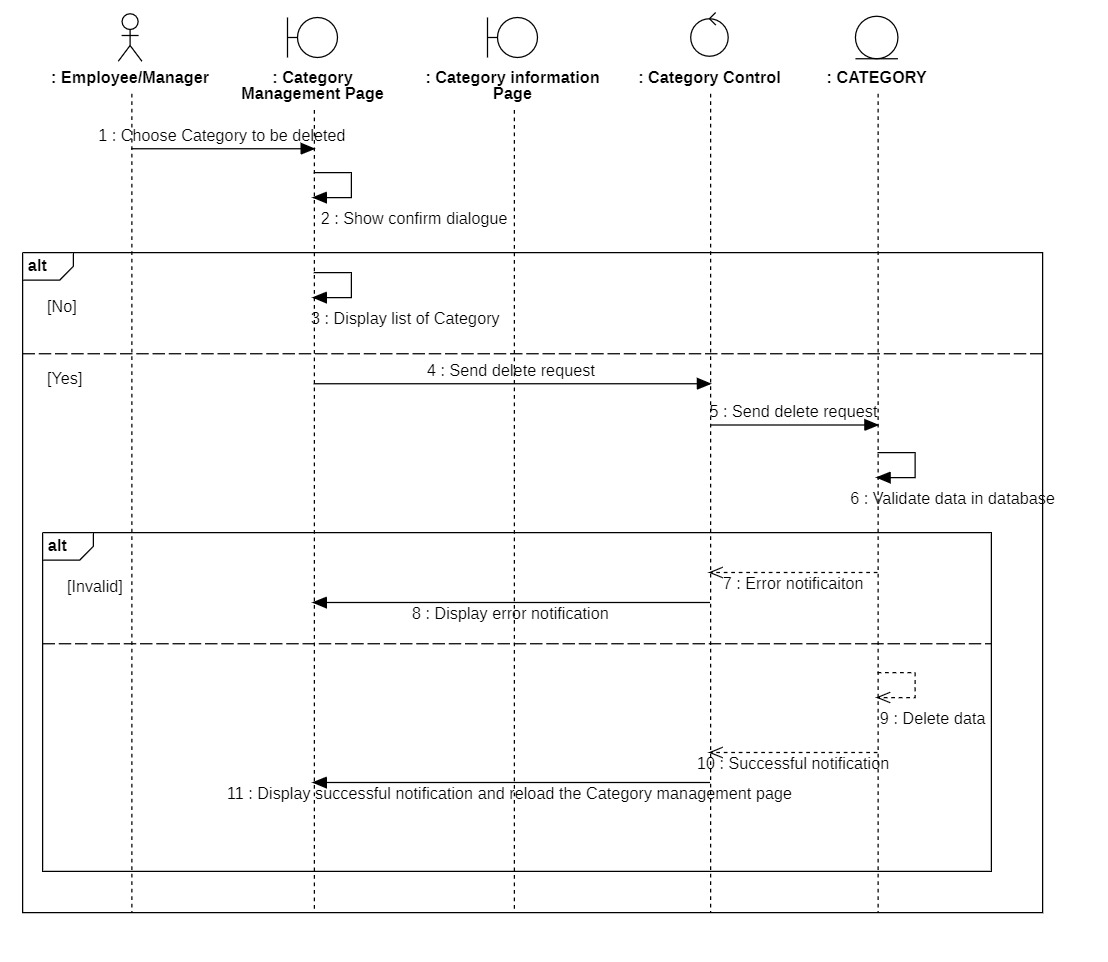 : Employee/Manager
: Category
Management Page
: Category information
Page
: Category Control
: CATEGORY
1 : Choose Category to be deleted
2 : Show confirm dialogue
alt
[No]
3 : Display list of Category
[Yes]
4 : Send delete request
5 : Send delete request
6 : Validate data in database
alt
[Invalid]
7 : Error notificaiton
8 : Display error notification
9 : Delete data
10 : Successful notification
11 : Display successful notification and reload the Category management page